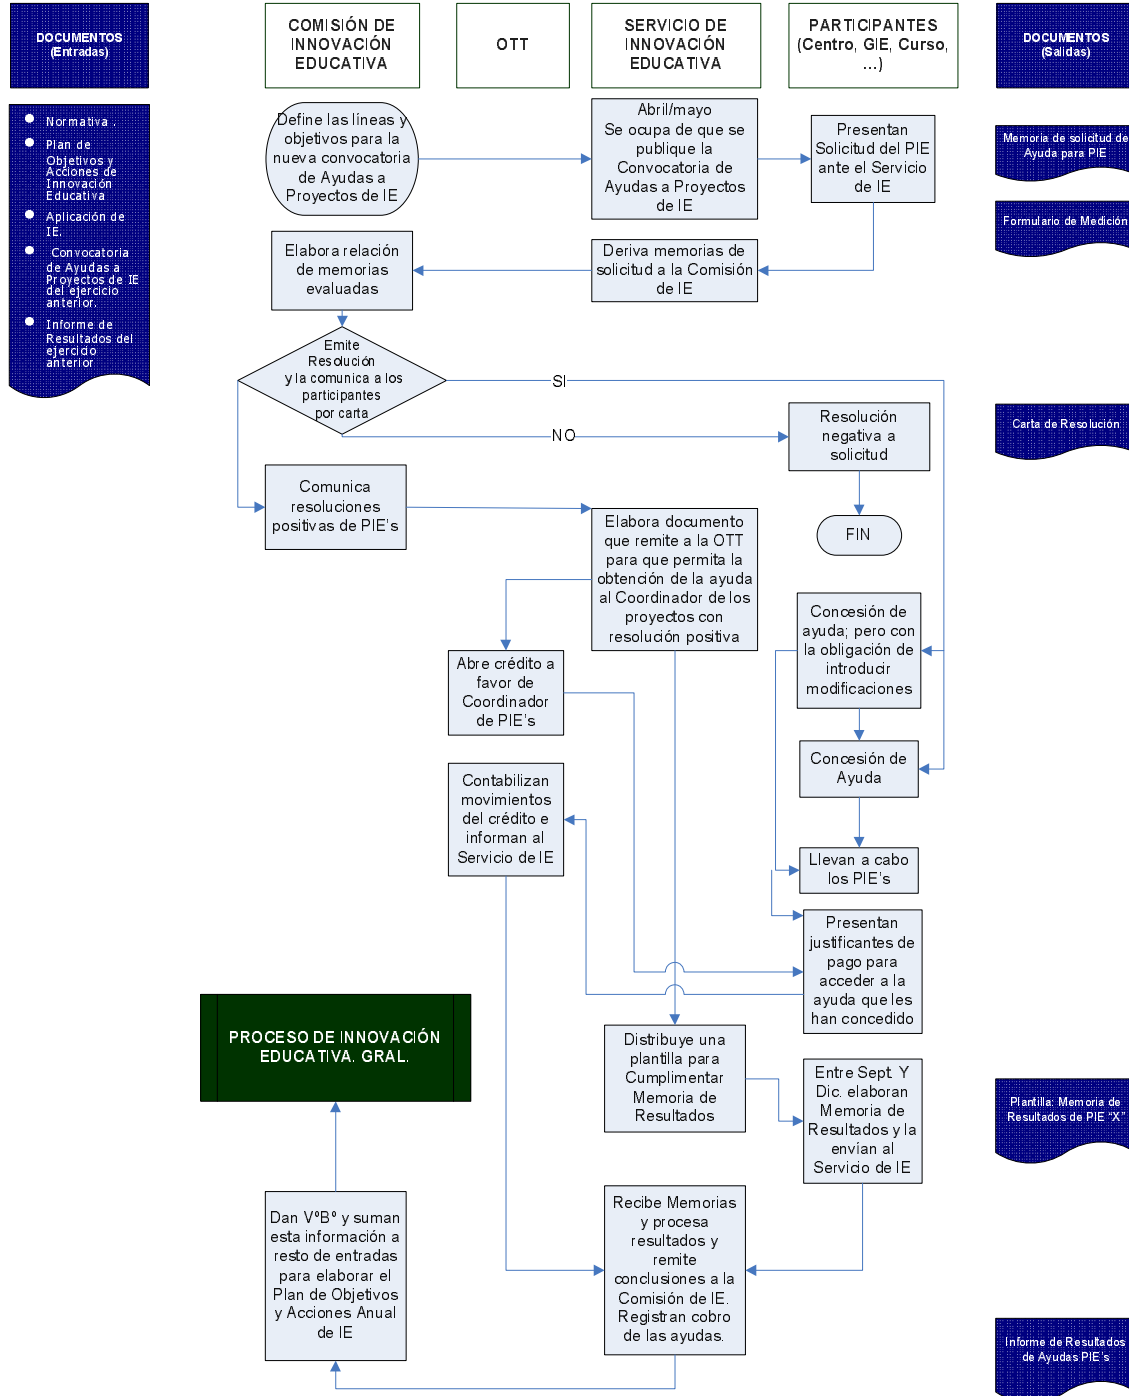 DOCUMENTOS
(Entradas)
COMISIÓN DE
INNOVACIÓN
EDUCATIVA
OTT
SERVICIO DE
INNOVACIÓN
EDUCATIVA
PARTICIPANTES
(Centro, GIE, Curso,
...)
DOCUMENTOS
(Salidas)
Normativa .
Plan de
Objetivos y
Acciones de
Innovación
Educativa
Aplicación de
IE.
Convocatoria
de Ayudas a
Proyectos de IE
del ejercicio
anterior.
Informe de
Resultados del
ejercicio
anterior
Define las líneas y
objetivos para la
nueva convocatoria
de Ayudas a
Proyectos de IE
Abril/mayo
Se ocupa de que se
publique la
Convocatoria de
Ayudas a Proyectos
de IE
Presentan
Solicitud del PIE
ante el Servicio
de IE
Memoria de solicitud de
Ayuda para PIE
Formulario de Medición
Elabora relación
de memorias
evaluadas
Deriva memorias de
solicitud a la Comisión
de IE
Emite
Resolución
y la comunica a los
participantes
por carta
SI
NO
Resolución
negativa a
solicitud
Carta de Resolución
FIN
Comunica
resoluciones
positivas de PIE's
Elabora documento
que remite a la OTT
para que permita la
obtención de la ayuda
al Coordinador de los
proyectos con
resolución positiva
Concesión de
ayuda; pero con
la obligación de
introducir
modificaciones
Abre crédito a
favor de
Coordinador
de PIE's
Concesión de
Ayuda
Contabilizan
movimientos
del crédito e
informan al
Servicio de IE
Llevan a cabo
los PIE's
Presentan
justificantes de
pago para
acceder a la
ayuda que les
han concedido
PROCESO DE INNOVACIÓN
EDUCATIVA. GRAL.
Distribuye una
plantilla para
Cumplimentar
Memoria de
Resultados
Entre Sept. Y
Dic. elaboran
Memoria de
Resultados y la
envían al
Servicio de IE
Plantilla: Memoria de
Resultados de PIE "X"
Dan VºBº y suman
esta información a
resto de entradas
para elaborar el
Plan de Objetivos
y Acciones Anual
de IE
Recibe Memorias
y procesa
resultados y
remite
conclusiones a la
Comisión de IE.
Registran cobro
de las ayudas.
Informe de Resultados
de Ayudas PIE's